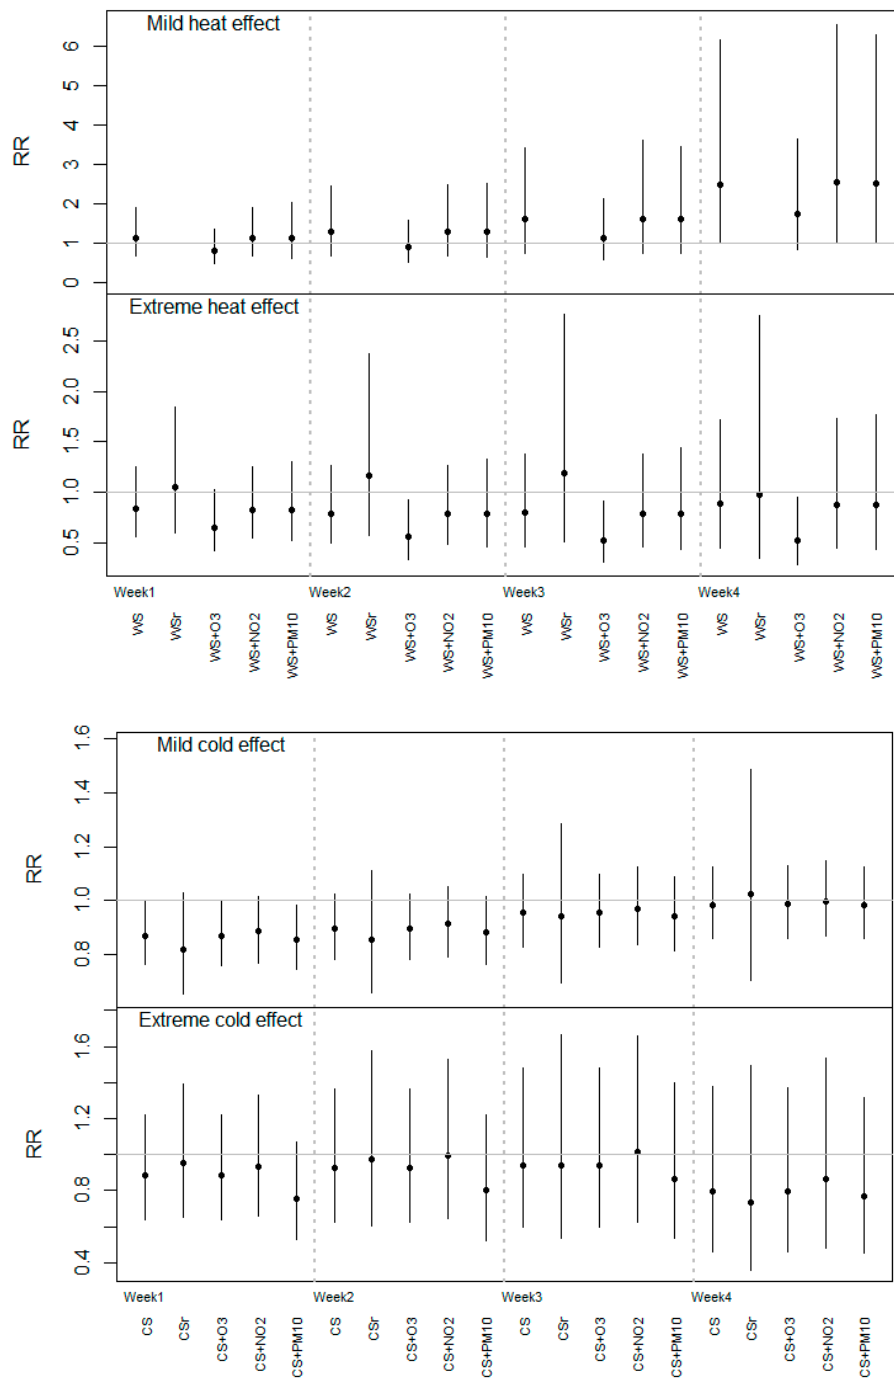 Mild heat effect
RR
6
5
4
3
2
1
0
Extreme heat effect
RR
2.5
2.0
1.5
1.0
0.5
Week1 Week2 Week3 Week4
WS WSr WS+O3 WS+NO2 WS+PM10 WS WSr WS+O3 WS+NO2 WS+PM10 WS WSr WS+O3 WS+NO2 WS+PM10 WS WSr WS+O3 WS+NO2 WS+PM10
Mild cold effect
RR
1.6
1.4
1.2
1.0
0.8
Extreme cold effect
RR
1.6
1.2
0.8
0.4
Week1 Week2 Week3 Week4
CS CSr CS+O3 CS+NO2 CS+PM10 CS CSr CS+O3 CS+NO2 CS+PM10 CS CSr CS+O3 CS+NO2 CS+PM10 CS CSr CS+O3 CS+NO2 CS+PM10